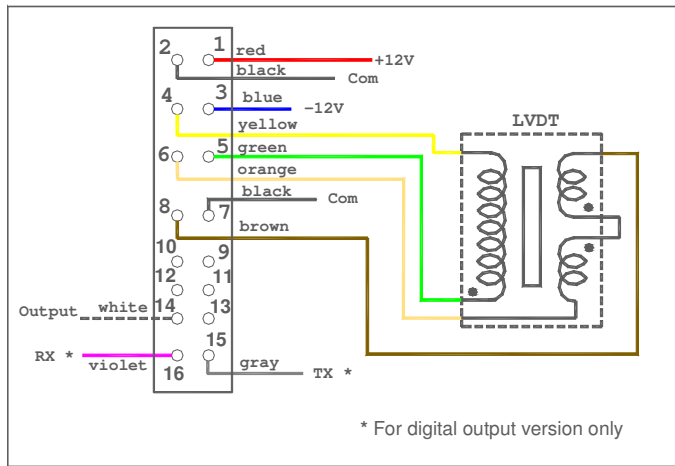 2 1 red +12V
black Com
4 3 blue -12V
yellow LVDT
6 5 green
orange
black Com
8 7
brown
10 9
12 11
Output white 14 13
15
RX * violet 16 gray TX *
* For digital output version only